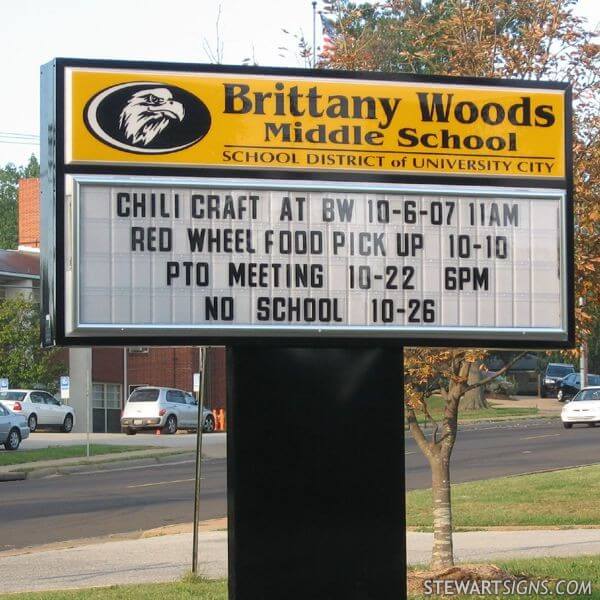 Brittany Woods
Middle School
SCHOOL DISTRICT of UNIVERSITY CITY
CHILI CRAFT AT BW 10-6-07 11AM
RED WHEEL FOOD PICK UP 10-10
PTO MEETING 10-22 6PM
NO SCHOOL 10-26
STEWARTSIGNS.COM